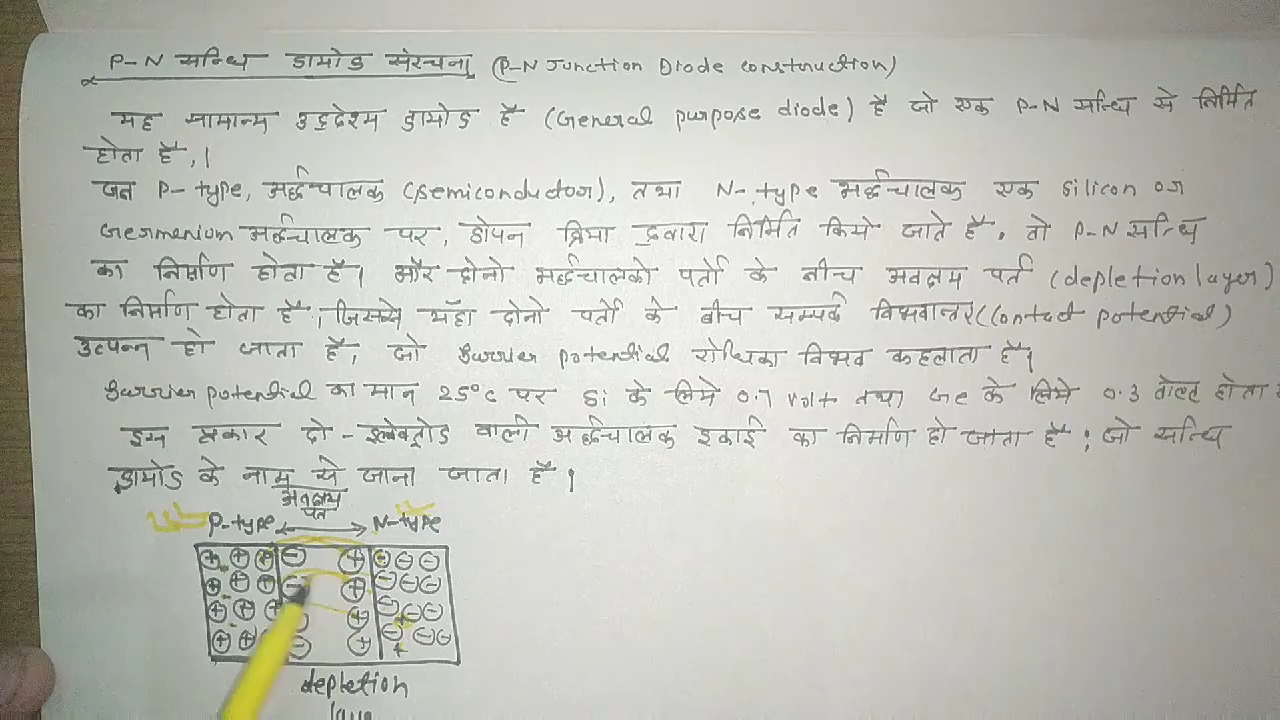 P-N सन्धि डायोड संरचना (P-N Junction Diode construction)
यह सामान्य उद्देश्य डायोड है (General purpose diode) है जो एक P-N सन्धि से निर्मित
होता है,।
जब P-type, अर्द्धचालक (semiconductor), तथा N-type अर्द्धचालक एक silicon or
Germenium अर्द्धचालक पर, डोपन क्रिया द्वारा निर्मित किये जाते है, तो P-N सन्धि
का निर्माण होता है। और दोनो अर्द्धचालको पर्तो के बीच अवक्षय पर्त (depletion layer)
का निर्माण होता है, जिससे यहाँ दोनो पर्तो के बीच सम्पर्क विभवान्तर (Contact potential)
उत्पन्न हो जाता है, जो Barrier potential रोधिका विभव कहलाता है।
Barrier potential का मान 25°C पर Si के लिये 0.7 Volt तथा Ge के लिये 0.3 वोल्ट होता
इस प्रकार दो-इलेक्ट्रोड वाली अर्द्धचालक इकाई का निर्माण हो जाता है, जो सन्धि
डायोड के नाम से जाना जाता है।
अवक्षय
पर्त
P-type N-type
depletion